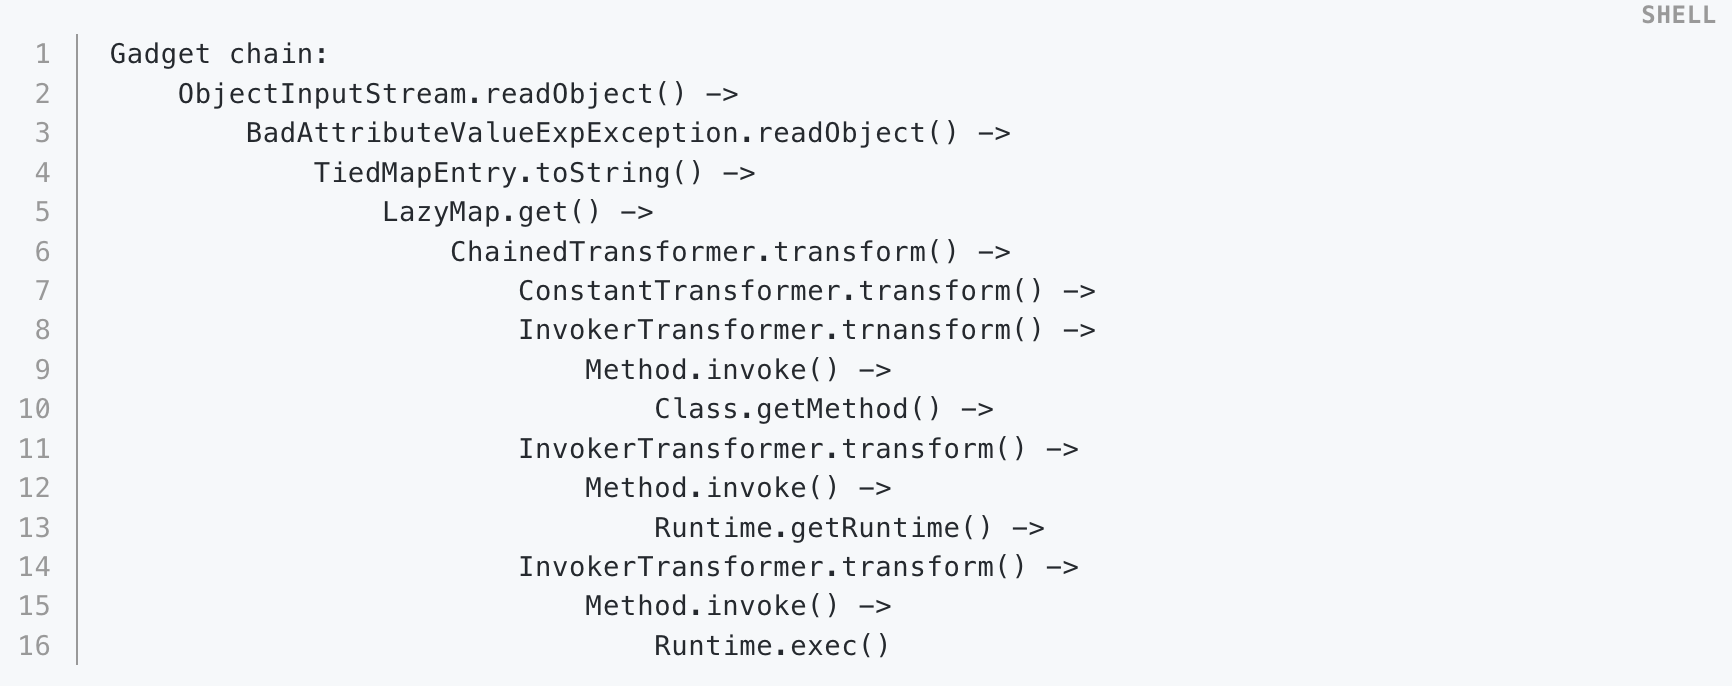 SHELL
1 Gadget chain:
2 ObjectInputStream.readObject() ->
3 BadAttributeValueExpException.readObject() ->
4 TiedMapEntry.toString() ->
5 LazyMap.get() ->
6 ChainedTransformer.transform() ->
7 ConstantTransformer.transform() ->
8 InvokerTransformer.trnansform() ->
9 Method.invoke() ->
10 Class.getMethod() ->
11 InvokerTransformer.transform() ->
12 Method.invoke() ->
13 Runtime.getRuntime() ->
14 InvokerTransformer.transform() ->
15 Method.invoke() ->
16 Runtime.exec()